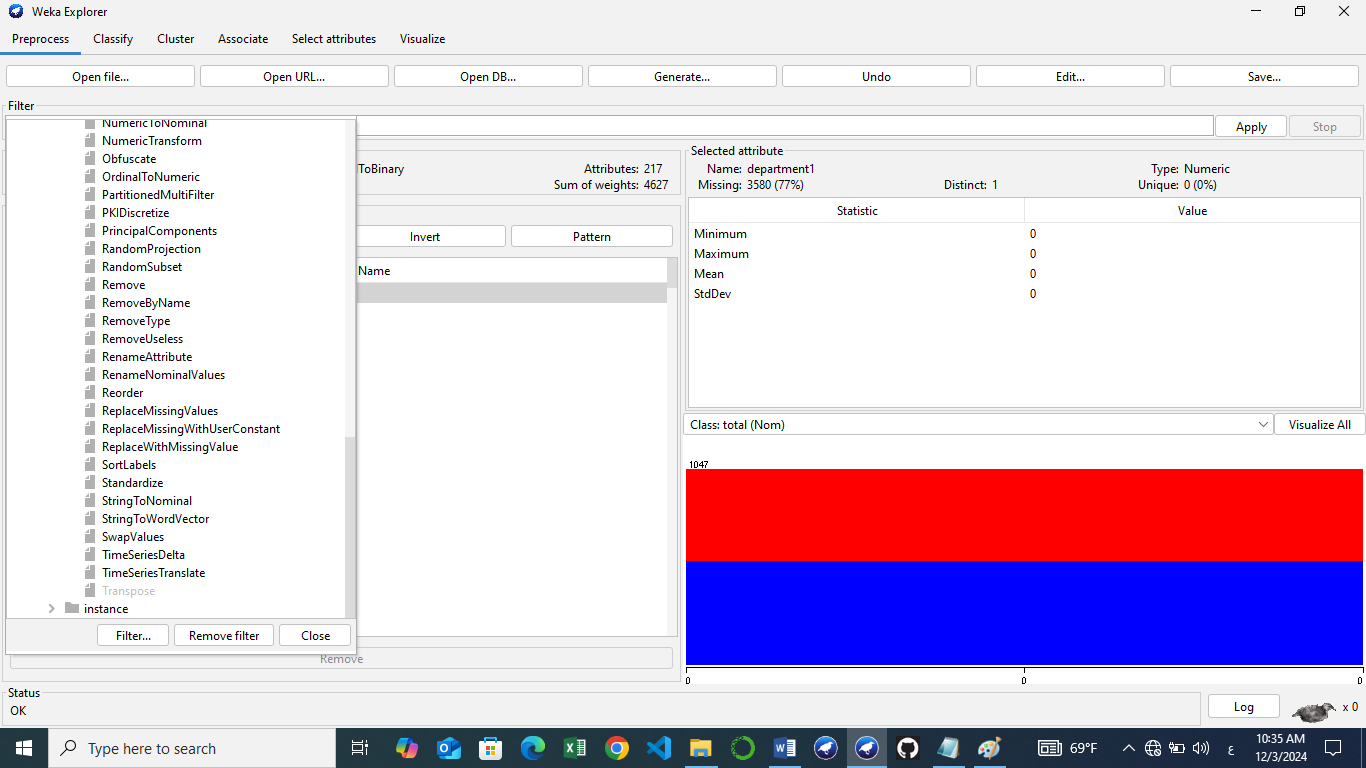 Weka Explorer
Preprocess Classify Cluster Associate Select attributes Visualize
Open file... Open URL... Open DB... Generate... Undo Edit... Save...
Filter
Apply Stop
NumericToNominal
NumericTransform
Obfuscate
OrdinalToNumeric
PartitionedMultiFilter
PKIDiscretize
PrincipalComponents
RandomProjection
RandomSubset
Remove
RemoveByName
RemoveType
RemoveUseless
RenameAttribute
RenameNominalValues
Reorder
ReplaceMissingValues
ReplaceMissingWithUserConstant
ReplaceWithMissingValue
SortLabels
Standardize
StringToNominal
StringToWordVector
SwapValues
TimeSeriesDelta
TimeSeriesTranslate
Transpose
instance
Filter... Remove filter Close
ToBinary Attributes: 217
Sum of weights: 4627
Invert Pattern
Name
Remove
Selected attribute
Name: department1 Type: Numeric
Missing: 3580 (77%) Distinct: 1 Unique: 0 (0%)
Statistic Value
Minimum 0
Maximum 0
Mean 0
StdDev 0
Class: total (Nom) Visualize All
1047
0 0 0
Status
OK
Log x 0
Type here to search
69°F
ع
10:35 AM
12/3/2024